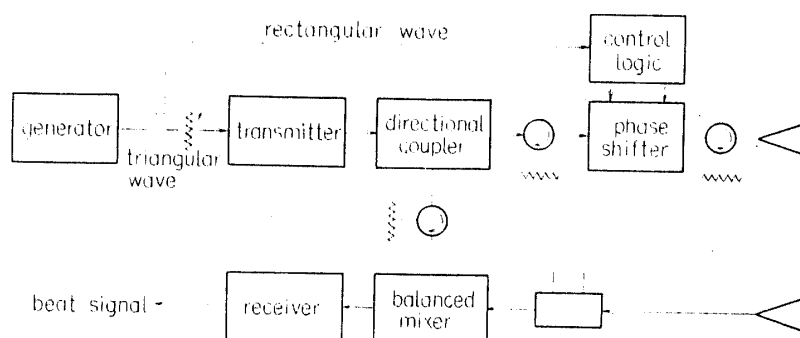 rectangular wave
control
logic
generator
triangular
wave
transmitter
directional
coupler
phase
shifter
beat signal
receiver
balanced
mixer